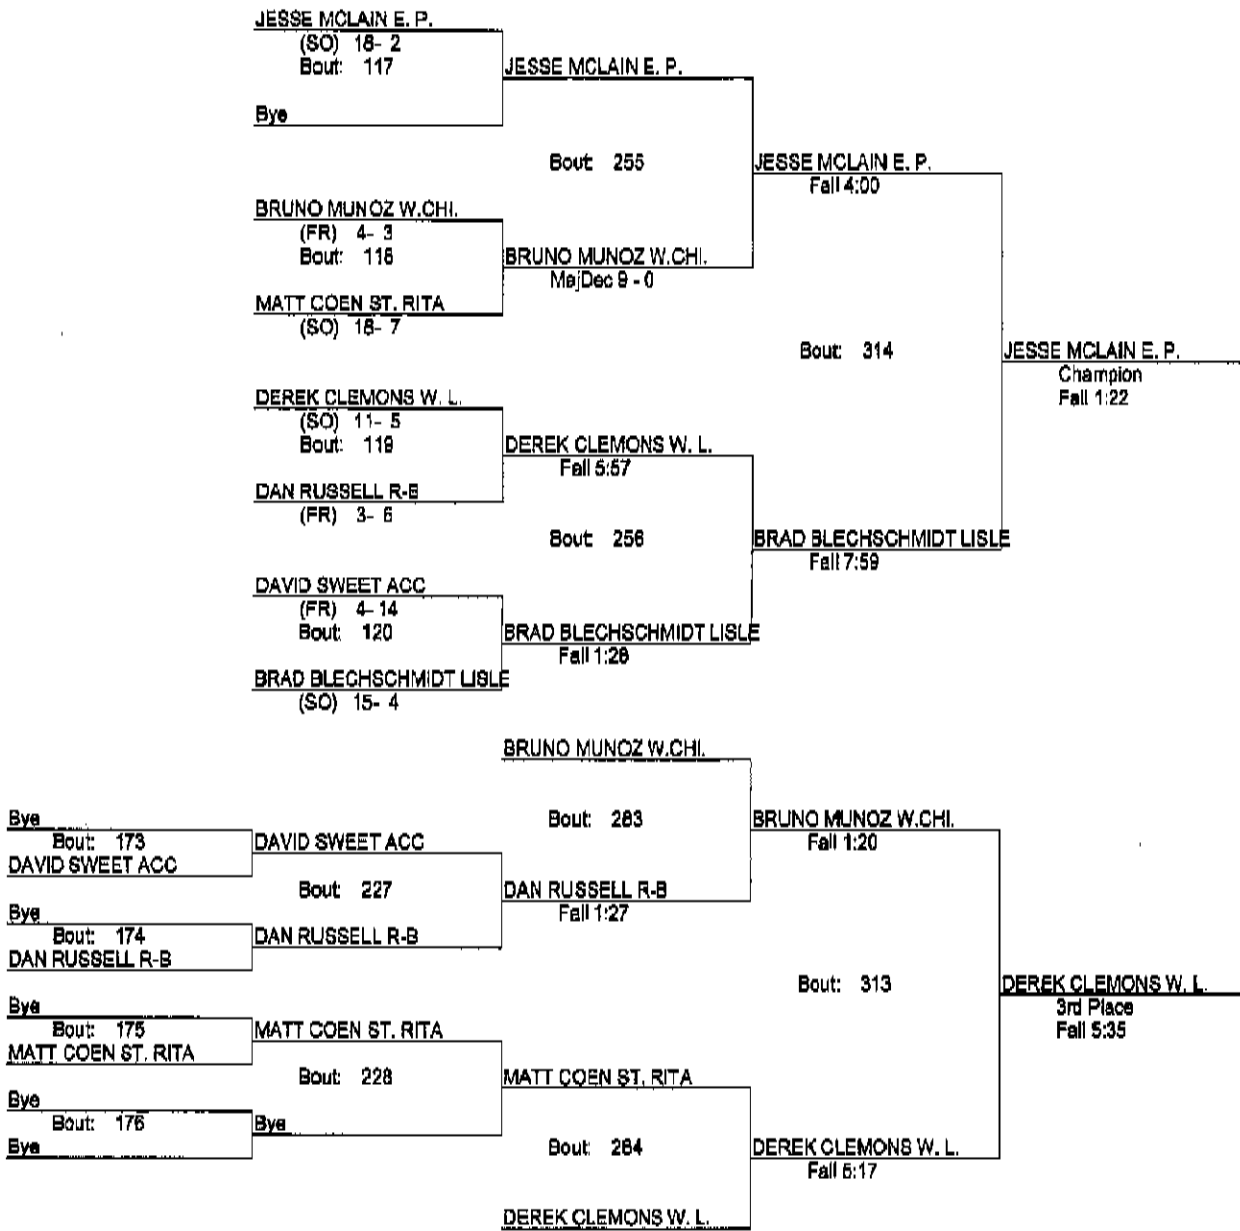 JESSE MCLAIN E. P.
(SO) 18- 2
Bout: 117
JESSE MCLAIN E. P.
Bye
Bout: 255
JESSE MCLAIN E. P.
Fall 4:00
BRUNO MUNOZ W.CHI.
(FR) 4- 3
Bout: 118
BRUNO MUNOZ W.CHI.
MajDec 9 - 0
MATT COEN ST. RITA
(SO) 18- 7
Bout: 314
JESSE MCLAIN E. P.
Champion
Fall 1:22
DEREK CLEMONS W. L.
(SO) 11- 5
Bout: 119
DEREK CLEMONS W. L.
Fall 5:57
DAN RUSSELL R-B
(FR) 3- 6
Bout: 256
BRAD BLECHSCHMIDT LISLE
Fall 7:59
DAVID SWEET ACC
(FR) 4- 14
Bout: 120
BRAD BLECHSCHMIDT LISLE
Fall 1:28
BRAD BLECHSCHMIDT LISLE
(SO) 15- 4
BRUNO MUNOZ W.CHI.
Bye
Bout: 173
DAVID SWEET ACC
DAVID SWEET ACC
Bout: 283
BRUNO MUNOZ W.CHI.
Fall 1:20
Bout: 227
DAN RUSSELL R-B
Fall 1:27
Bye
Bout: 174
DAN RUSSELL R-B
DAN RUSSELL R-B
Bout: 313
DEREK CLEMONS W. L.
3rd Place
Fall 5:35
Bye
Bout: 175
MATT COEN ST. RITA
MATT COEN ST. RITA
Bout: 228
MATT COEN ST. RITA
Bye
Bout: 176
Bye
Bye
Bout: 284
DEREK CLEMONS W. L.
Fall 5:17
DEREK CLEMONS W. L.